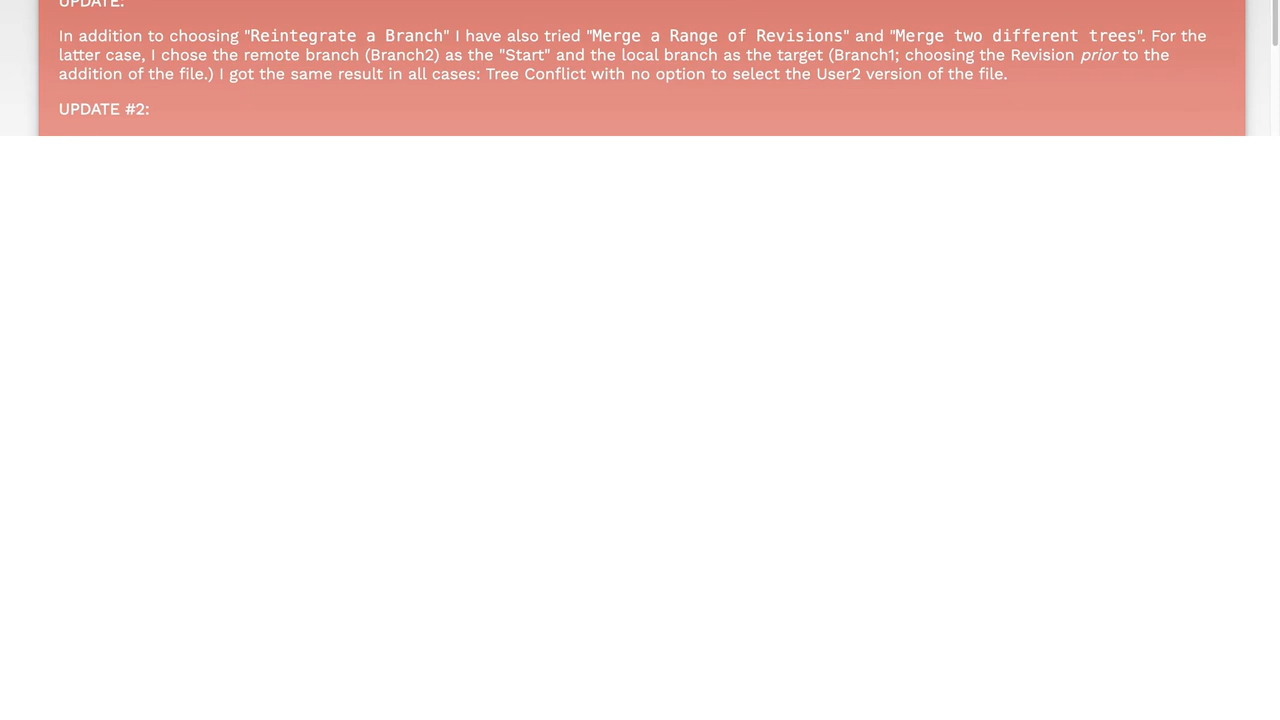 UPDATE:
In addition to choosing "Reintegrate a Branch" I have also tried "Merge a Range of Revisions" and "Merge two different trees". For the
latter case, I chose the remote branch (Branch2) as the "Start" and the local branch as the target (Branch1; choosing the Revision prior to the
addition of the file.) I got the same result in all cases: Tree Conflict with no option to select the User2 version of the file.
UPDATE #2: